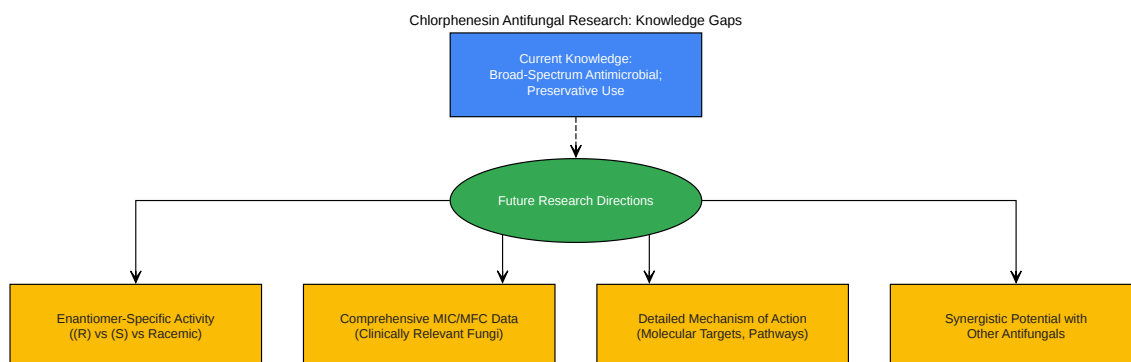 Chlorphenesin Antifungal Research: Knowledge Gaps
Current Knowledge:
Broad-Spectrum Antimicrobial;
Preservative Use
Future Research Directions
Enantiomer-Specific Activity
((R) vs (S) vs Racemic)
Comprehensive MIC/MFC Data
(Clinically Relevant Fungi)
Detailed Mechanism of Action
(Molecular Targets, Pathways)
Synergistic Potential with
Other Antifungals